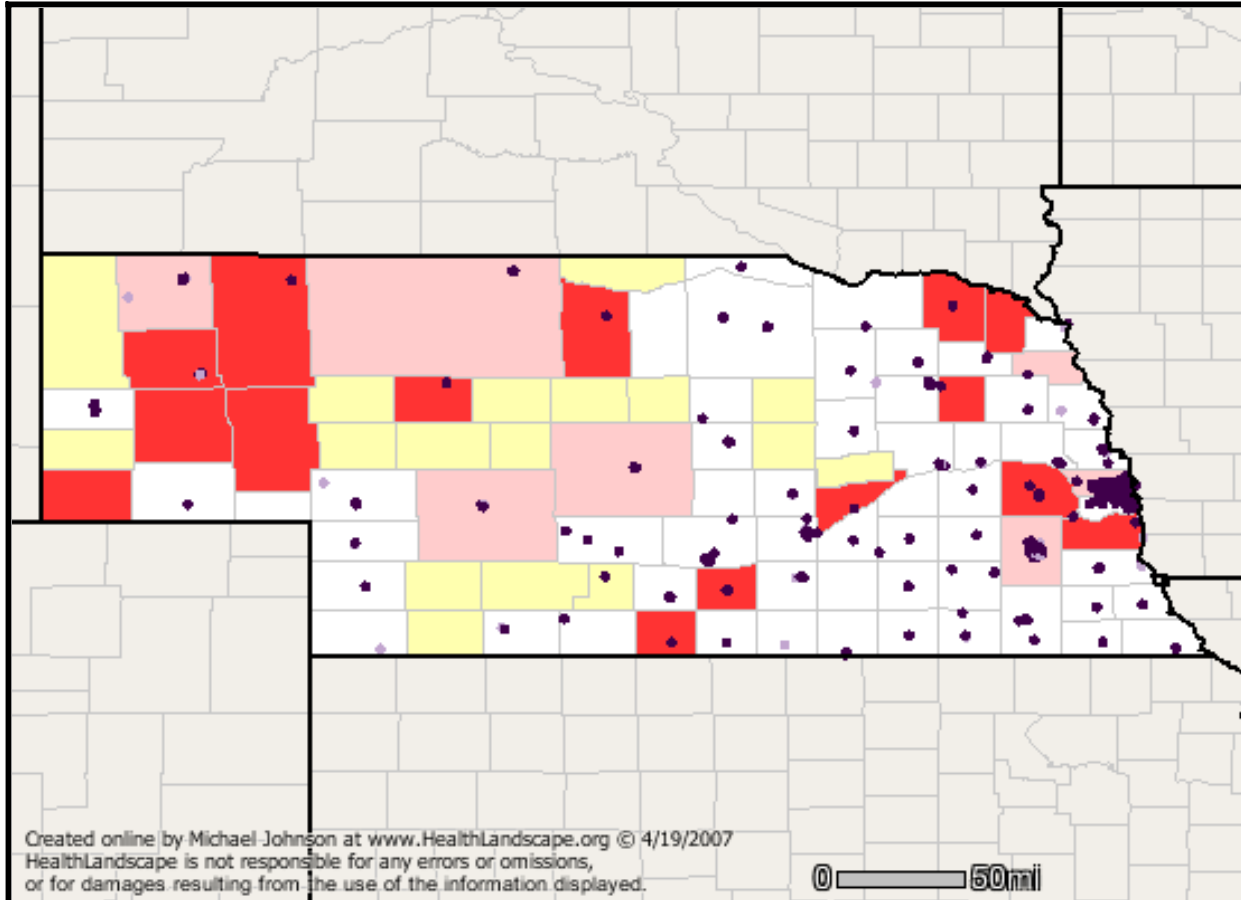 Created online by Michael Johnson at www.HealthLandscape.org © 4/19/2007
HealthLandscape is not responsible for any errors or omissions,
or for damages resulting from the use of the information displayed.
0 50mi